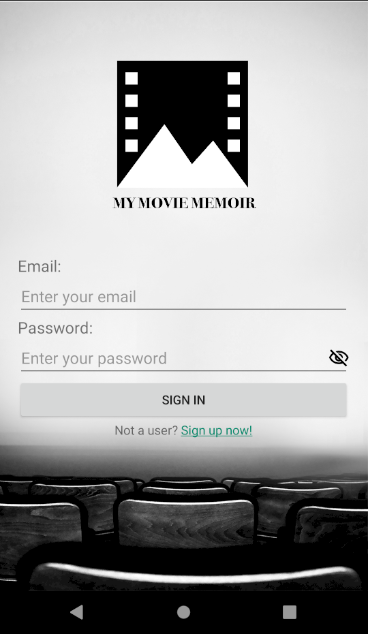 MY MOVIE MEMOIR
Email:
Enter your email
Password:
Enter your password
SIGN IN
Not a user? Sign up now!